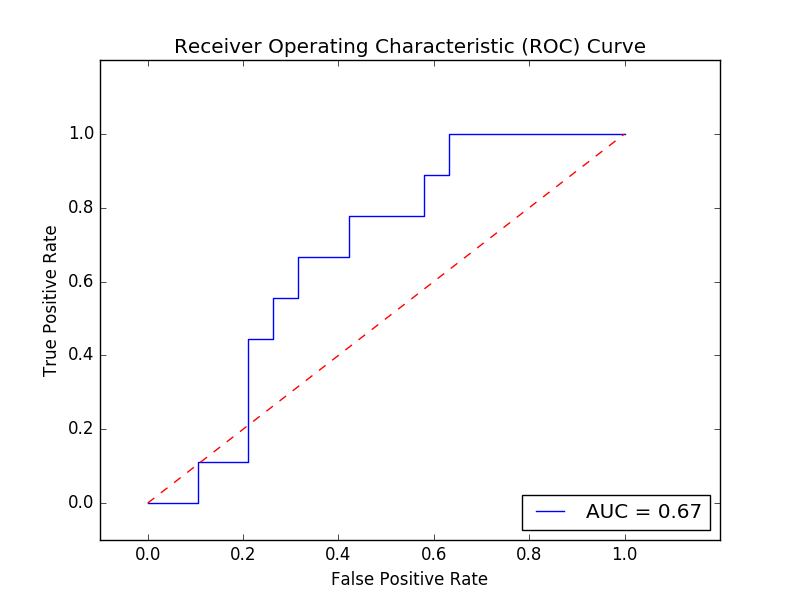 Receiver Operating Characteristic (ROC) Curve
True Positive Rate
1.0
0.8
0.6
0.4
0.2
0.0
0.0 0.2 0.4 0.6 0.8 1.0
False Positive Rate
AUC = 0.67